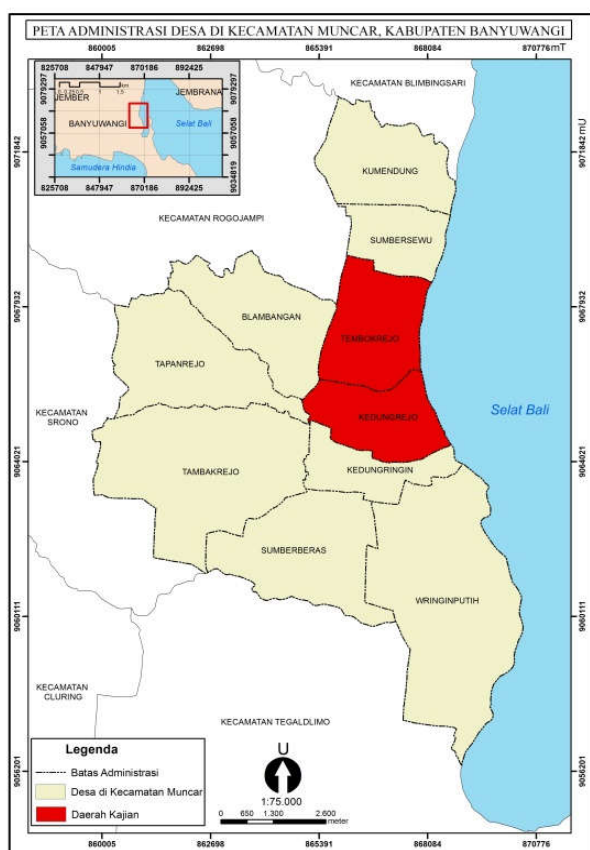 PETA ADMINISTRASI DESA DI KECAMATAN MUNCAR, KABUPATEN BANYUWANGI
860005 862698 865391 868084 870776 mT
825708 847947 870186 892425
JEMBER
JEMBRANA
BANYUWANGI
Selat Bali
Samudera Hindia
9079297
9057058
9034819
825708 847947 870186 892425
KECAMATAN BLIMBINGSARI
9071842
9071842 mU
KUMENDUNG
KECAMATAN ROGOJAMPI
SUMBERSEWU
9067932
9067932
BLAMBANGAN
TEMBOKREJO
TAPANREJO
KECAMATAN
SRONO
KEDUNGREJO
Selat Bali
9064021
9064021
TAMBAKREJO
KEDUNGRINGIN
SUMBERBERAS
WRINGINPUTIH
9060111
9060111
KECAMATAN
CLURING
KECAMATAN TEGALDLIMO
9056201
9056201
Legenda
Batas Administrasi
Desa di Kecamatan Muncar
Daerah Kajian
U
1:75.000
0 650 1.300 2.600
meter
860005 862698 865391 868084 870776